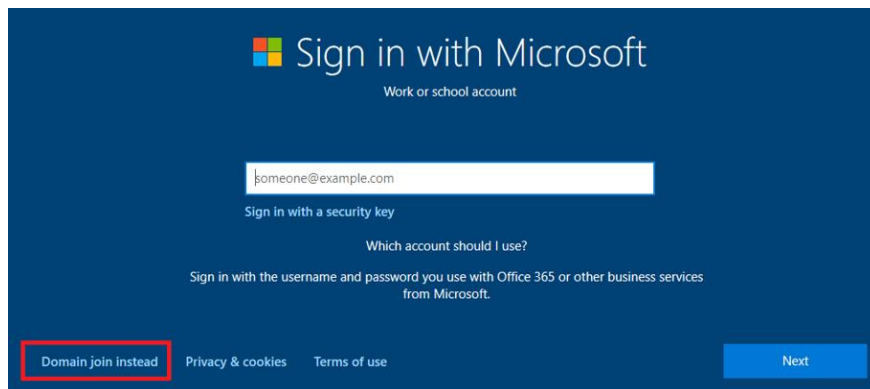 Sign in with Microsoft
Work or school account
someone@example.com
Sign in with a security key
Which account should I use?
Sign in with the username and password you use with Office 365 or other business services
from Microsoft.
Domain join instead Privacy & cookies Terms of use Next